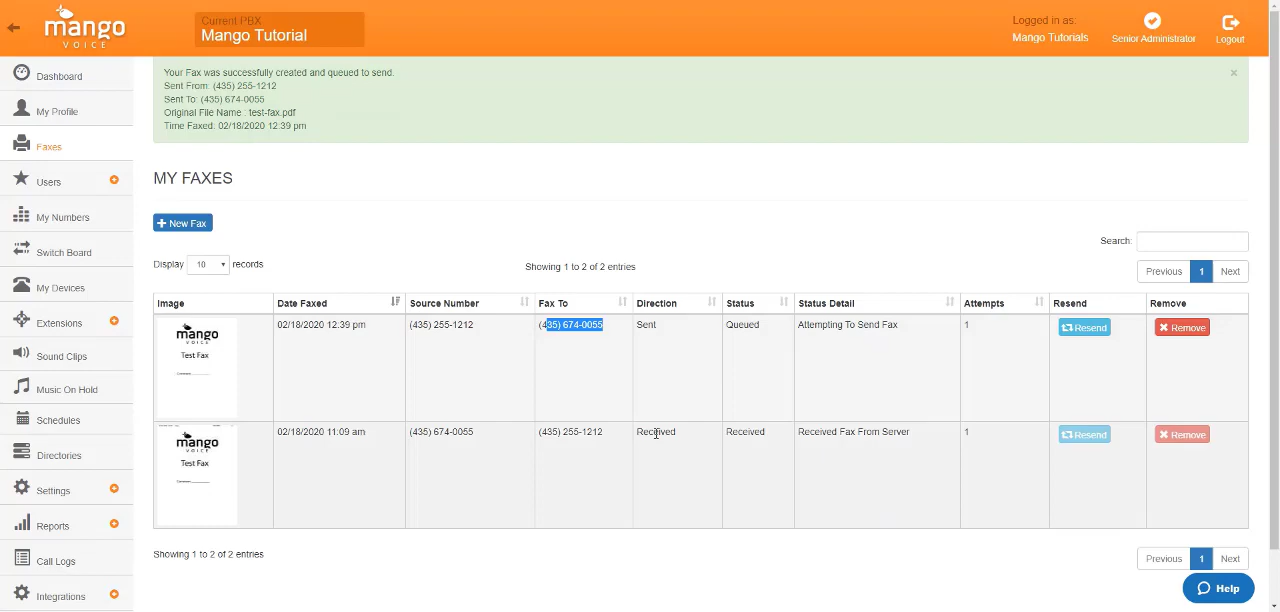 mango
VOICE
Current PBX
Mango Tutorial
Logged in as:
Mango Tutorials
Senior Administrator
Logout
Dashboard
My Profile
Faxes
Users
My Numbers
Switch Board
My Devices
Extensions
Sound Clips
Music On Hold
Schedules
Directories
Settings
Reports
Call Logs
Integrations
Your Fax was successfully created and queued to send.
Sent From: (435) 255-1212
Sent To: (435) 674-0055
Original File Name : test-fax.pdf
Time Faxed: 02/18/2020 12:39 pm
×
MY FAXES
+ New Fax
Search:
Display 10 records
Showing 1 to 2 of 2 entries
Previous 1 Next
Image Date Faxed Source Number Fax To Direction Status Status Detail Attempts Resend Remove
mango
VOICE
Test Fax
02/18/2020 12:39 pm (435) 255-1212 (435) 674-0055 Sent Queued Attempting To Send Fax 1 Resend Remove
mango
VOICE
Test Fax
02/18/2020 11:09 am (435) 674-0055 (435) 255-1212 Received Received Received Fax From Server 1 Resend Remove
Showing 1 to 2 of 2 entries
Previous 1 Next
Help